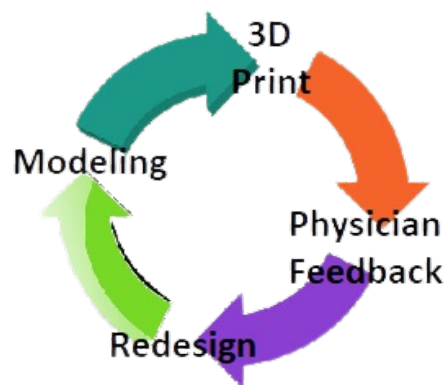 3D
Print
Physician
Feedback
Redesign
Modeling